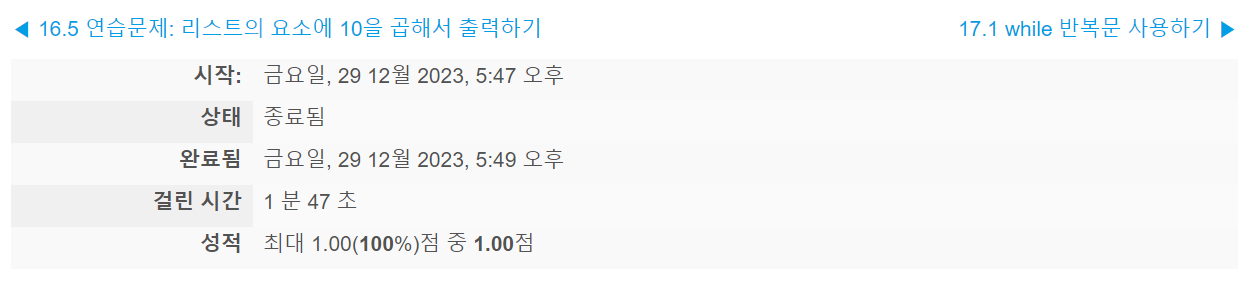 ◀ 16.5 연습문제: 리스트의 요소에 10을 곱해서 출력하기 17.1 while 반복문 사용하기 ▶
시작: 금요일, 29 12월 2023, 5:47 오후
상태 종료됨
완료됨 금요일, 29 12월 2023, 5:49 오후
걸린 시간 1 분 47 초
성적 최대 1.00(100%)점 중 1.00점